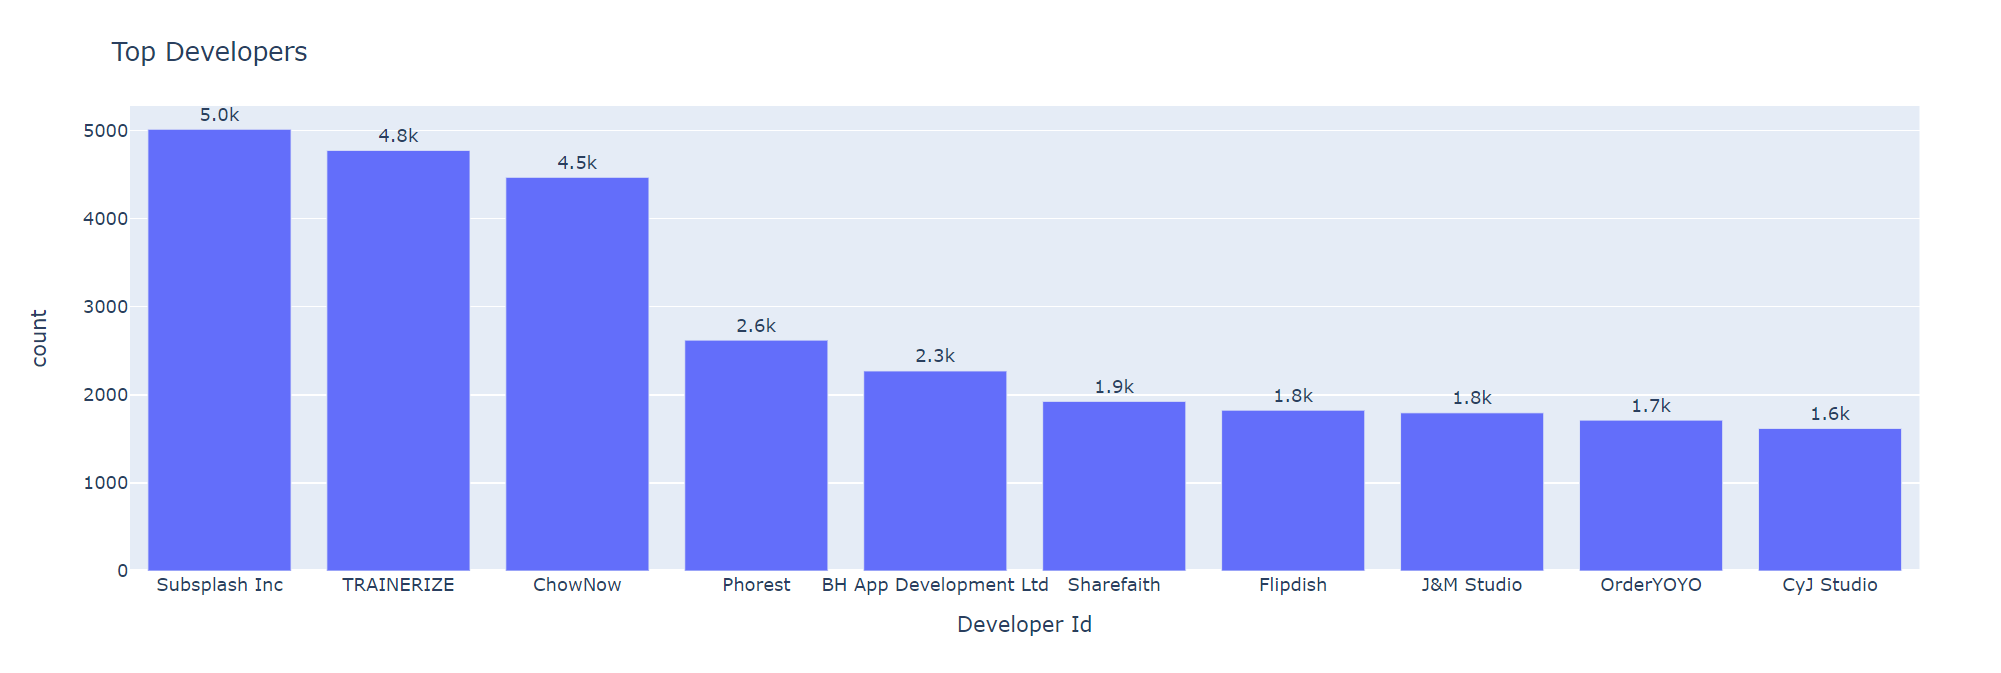 Top Developers
5.0k
4.8k
4.5k
2.6k
2.3k
1.9k
1.8k
1.8k
1.7k
1.6k
5000
4000
3000
2000
1000
0
count
Subsplash Inc
TRAINERIZE
ChowNow
Phorest
BH App Development Ltd
Sharefaith
Flipdish
J&M Studio
OrderYOYO
CyJ Studio
Developer Id